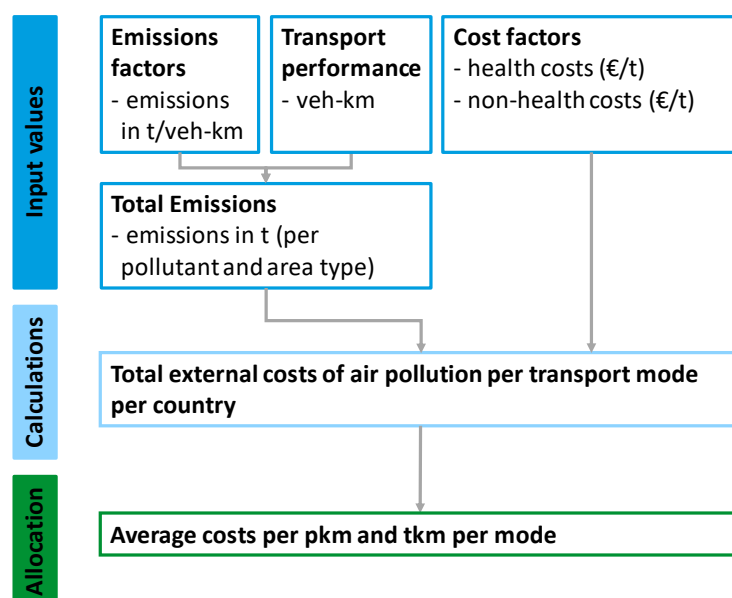 Input values
Emissions
factors
- emissions
in t/veh-km
Transport
performance
- veh-km
Cost factors
- health costs (€/t)
- non-health costs (€/t)
Total Emissions
- emissions in t (per
pollutant and area type)
Calculations
Total external costs of air pollution per transport mode
per country
Allocation
Average costs per pkm and tkm per mode